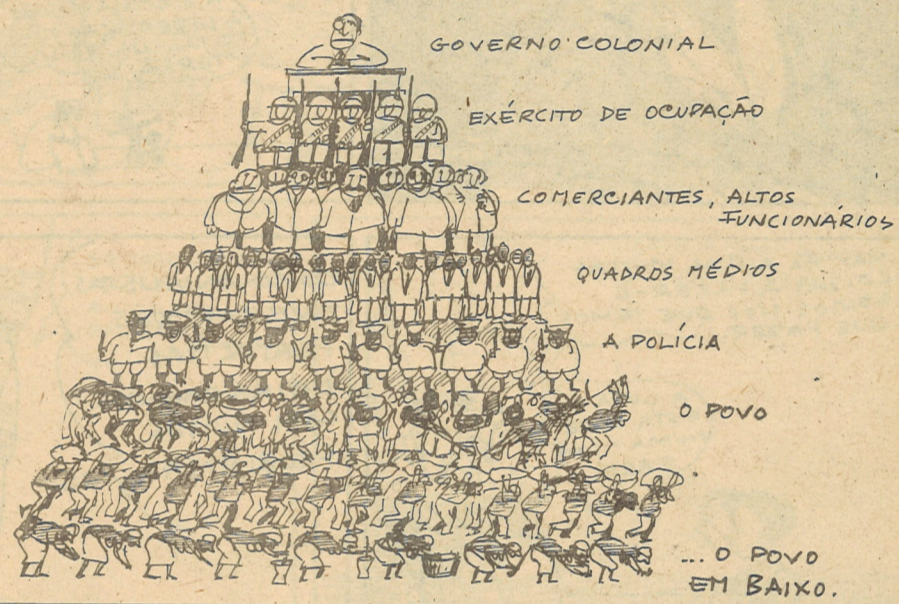 GOVERNO COLONIAL
EXÉRCITO DE OCUPAÇÃO
COMERCIANTES, ALTOS
FUNCIONÁRIOS
QUADROS MÉDIOS
A POLÍCIA
O POVO
... O POVO
EM BAIXO.